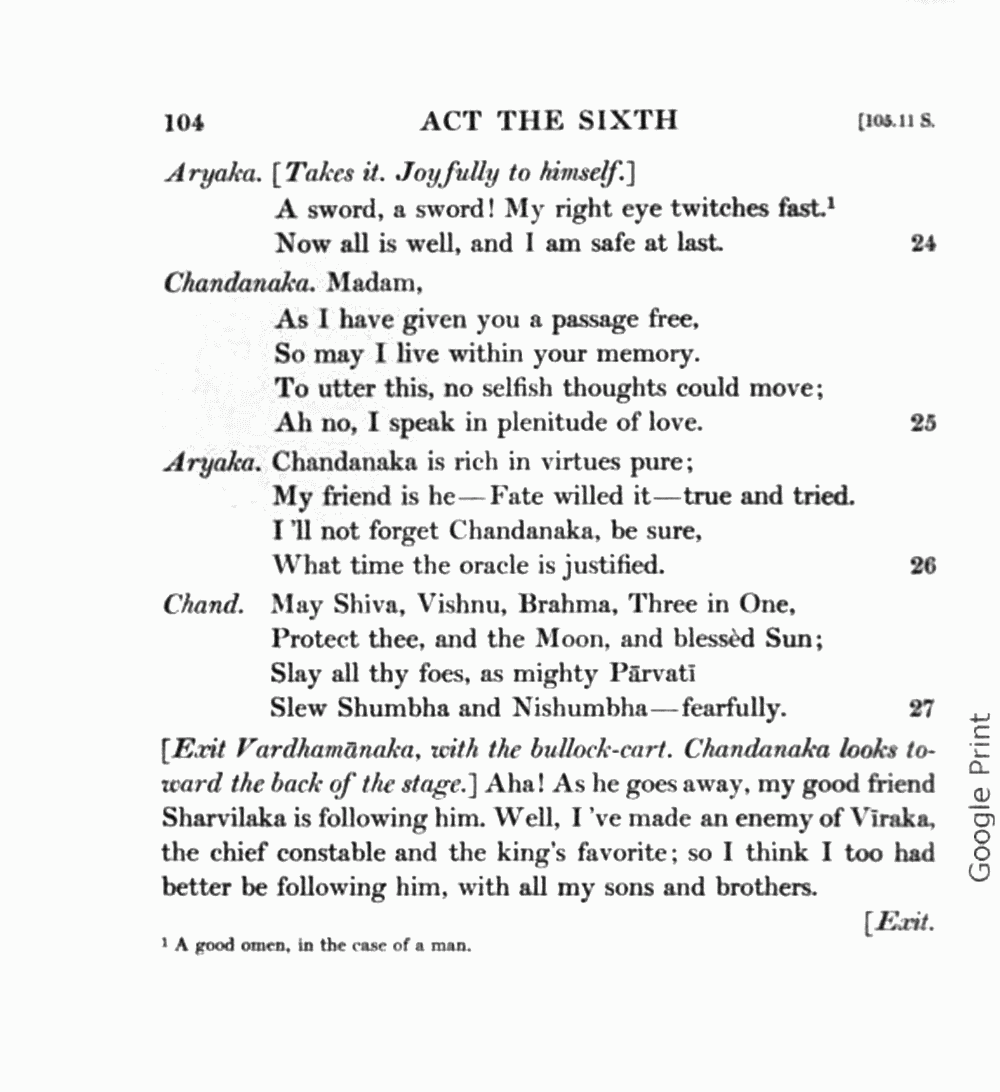 104 ACT THE SIXTH [105.11 S.
Aryaka. [Takes it. Joyfully to himself.]
A sword, a sword! My right eye twitches fast.¹
Now all is well, and I am safe at last. 24
Chandanaka. Madam,
As I have given you a passage free,
So may I live within your memory.
To utter this, no selfish thoughts could move;
Ah no, I speak in plenitude of love. 25
Aryaka. Chandanaka is rich in virtues pure;
My friend is he—Fate willed it—true and tried.
I 'll not forget Chandanaka, be sure,
What time the oracle is justified. 26
Chand. May Shiva, Vishnu, Brahma, Three in One,
Protect thee, and the Moon, and blessèd Sun;
Slay all thy foes, as mighty Pārvatī
Slew Shumbha and Nishumbha—fearfully. 27
[Exit Vardhamānaka, with the bullock-cart. Chandanaka looks to-
ward the back of the stage.] Aha! As he goes away, my good friend
Sharvilaka is following him. Well, I 've made an enemy of Vīraka,
the chief constable and the king's favorite; so I think I too had
better be following him, with all my sons and brothers.
[Exit.
¹ A good omen, in the case of a man.
Google Print